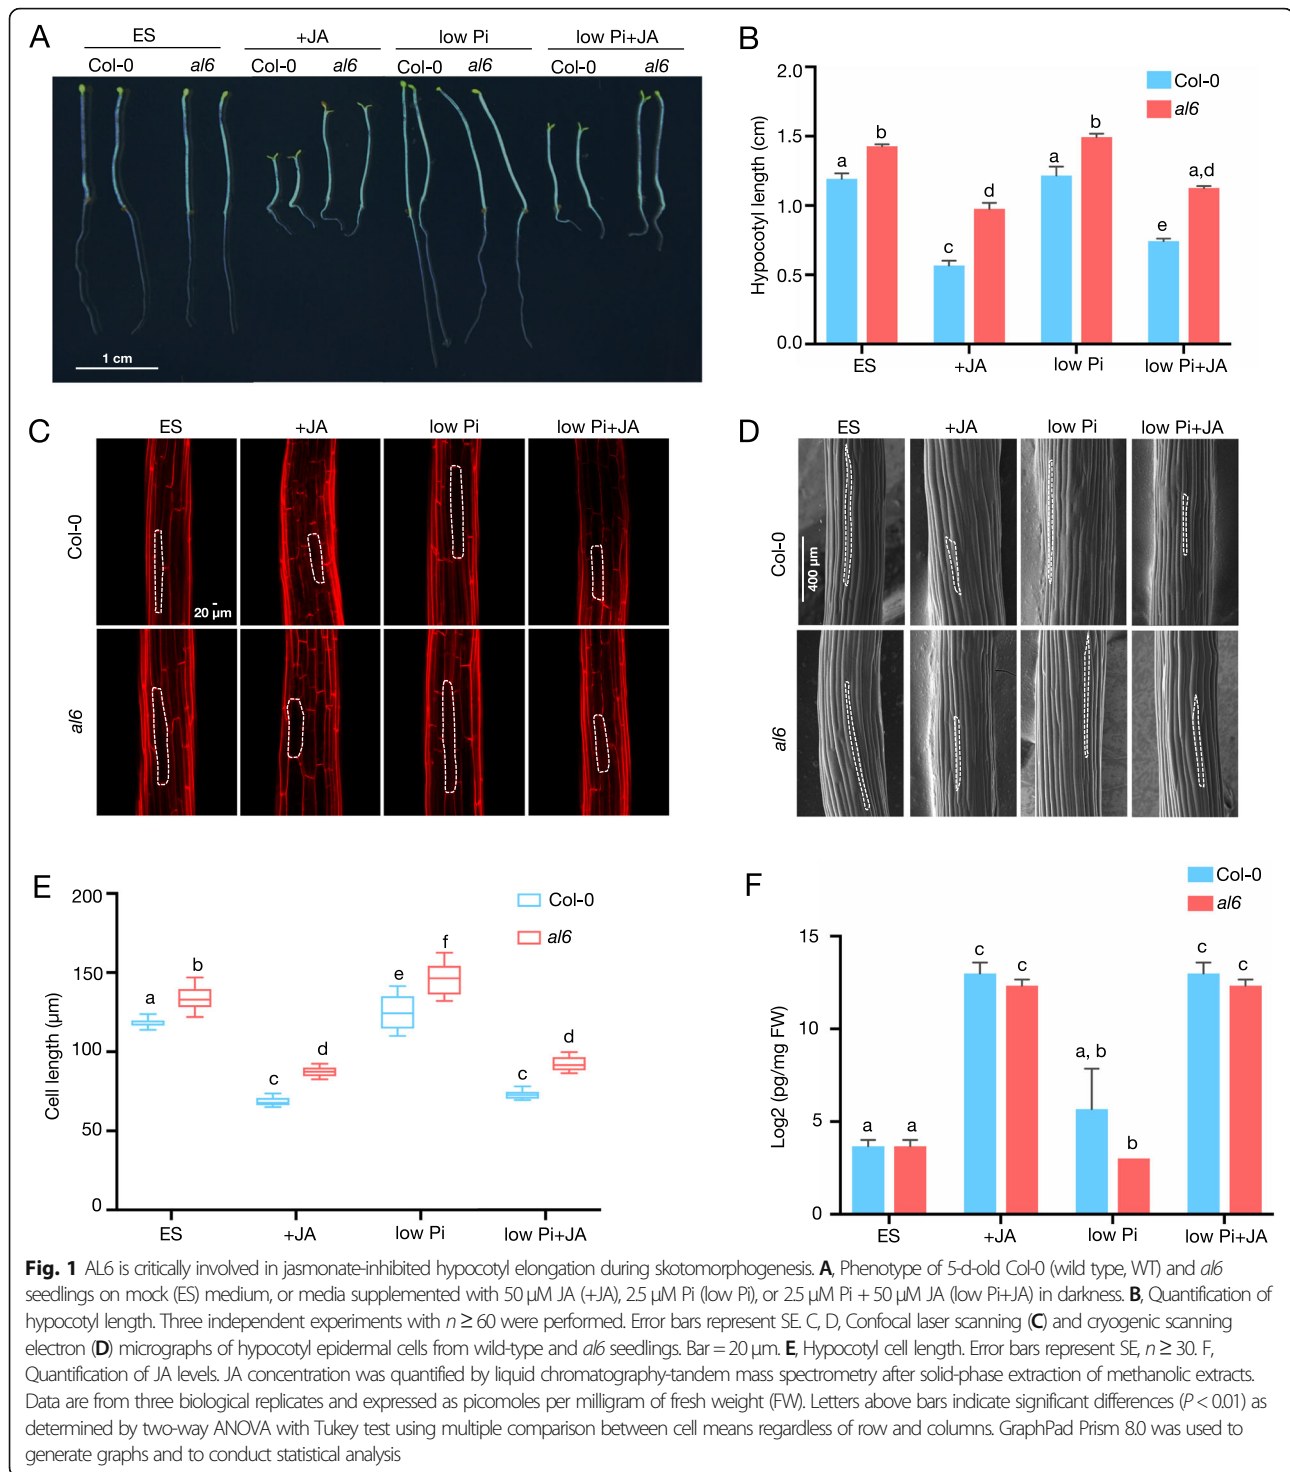 A
ES +JA low Pi low Pi+JA
Col-0 al6 Col-0 al6 Col-0 al6 Col-0 al6
1 cm
B
Col-0
al6
Hypocotyl length (cm)
2.0
1.5
1.0
0.5
0.0
a b c d a b e a,d
ES +JA low Pi low Pi+JA
C
ES +JA low Pi low Pi+JA
Col-0
20 µm
al6
D
ES +JA low Pi low Pi+JA
Col-0
400 µm
al6
E
Col-0
al6
Cell length (µm)
200
150
100
50
0
a b c d e f c d
ES +JA low Pi low Pi+JA
F
Col-0
al6
Log2 (pg/mg FW)
15
10
5
0
a a c c a, b b c c
ES +JA low Pi low Pi+JA
Fig. 1 AL6 is critically involved in jasmonate-inhibited hypocotyl elongation during skotomorphogenesis. A, Phenotype of 5-d-old Col-0 (wild type, WT) and al6
seedlings on mock (ES) medium, or media supplemented with 50 µM JA (+JA), 2.5 µM Pi (low Pi), or 2.5 µM Pi + 50 µM JA (low Pi+JA) in darkness. B, Quantification of
hypocotyl length. Three independent experiments with n ≥ 60 were performed. Error bars represent SE. C, D, Confocal laser scanning (C) and cryogenic scanning
electron (D) micrographs of hypocotyl epidermal cells from wild-type and al6 seedlings. Bar = 20 µm. E, Hypocotyl cell length. Error bars represent SE, n ≥ 30. F,
Quantification of JA levels. JA concentration was quantified by liquid chromatography-tandem mass spectrometry after solid-phase extraction of methanolic extracts.
Data are from three biological replicates and expressed as picomoles per milligram of fresh weight (FW). Letters above bars indicate significant differences (P < 0.01) as
determined by two-way ANOVA with Tukey test using multiple comparison between cell means regardless of row and columns. GraphPad Prism 8.0 was used to
generate graphs and to conduct statistical analysis